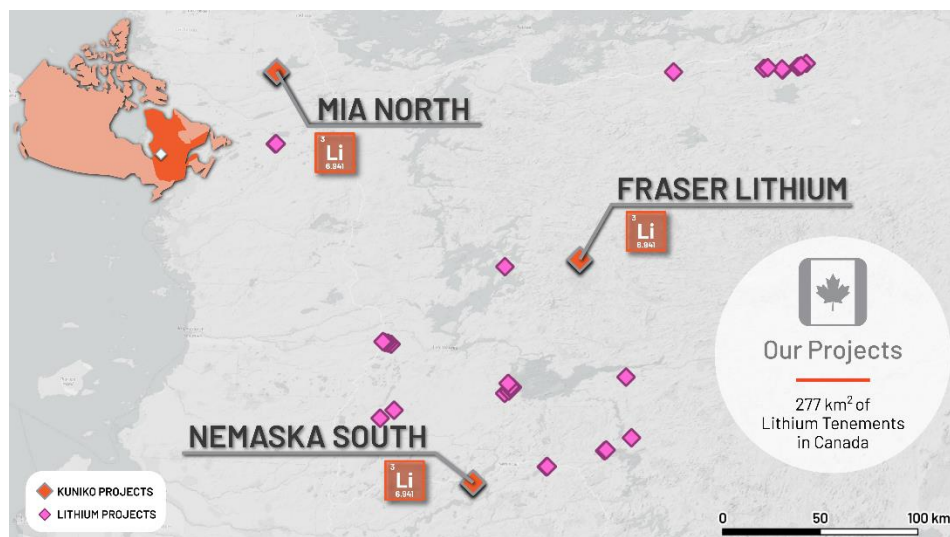 MIA NORTH
3
Li
6.941
FRASER LITHIUM
3
Li
6.941
Our Projects
277 km² of
Lithium Tenements
in Canada
NEMASKA SOUTH
3
Li
6.941
KUNIKO PROJECTS
LITHIUM PROJECTS
0 50 100 km